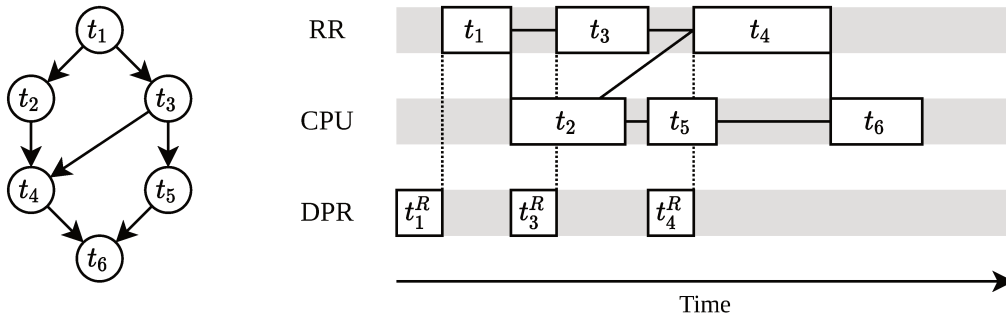 t₁
t₂ t₃
t₄ t₅
t₆
RR t₁ t₃ t₄
CPU t₂ t₅ t₆
DPR t₁ᴿ t₃ᴿ t₄ᴿ
Time